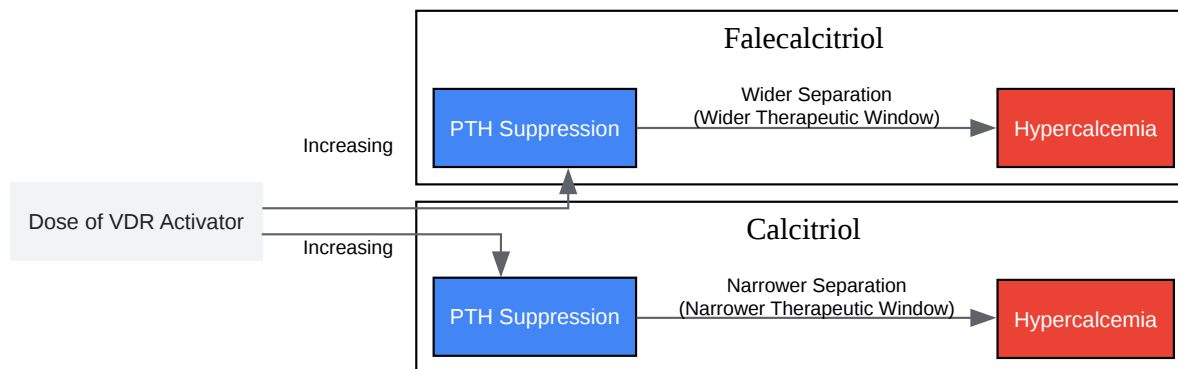 Falecalcitriol
PTH Suppression
Wider Separation
(Wider Therapeutic Window)
Hypercalcemia
Increasing
Dose of VDR Activator
Increasing
Calcitriol
PTH Suppression
Narrower Separation
(Narrower Therapeutic Window)
Hypercalcemia